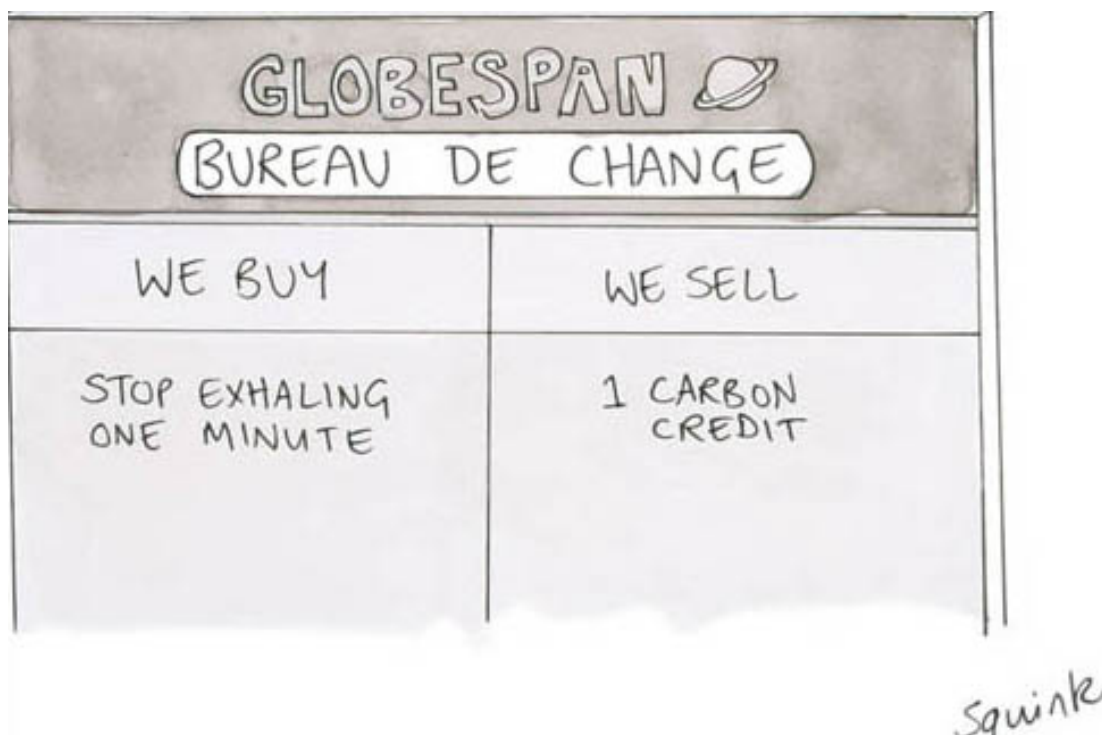 GLOBESPAN
BUREAU DE CHANGE
WE BUY
WE SELL
STOP EXHALING
ONE MINUTE
1 CARBON
CREDIT
Squink